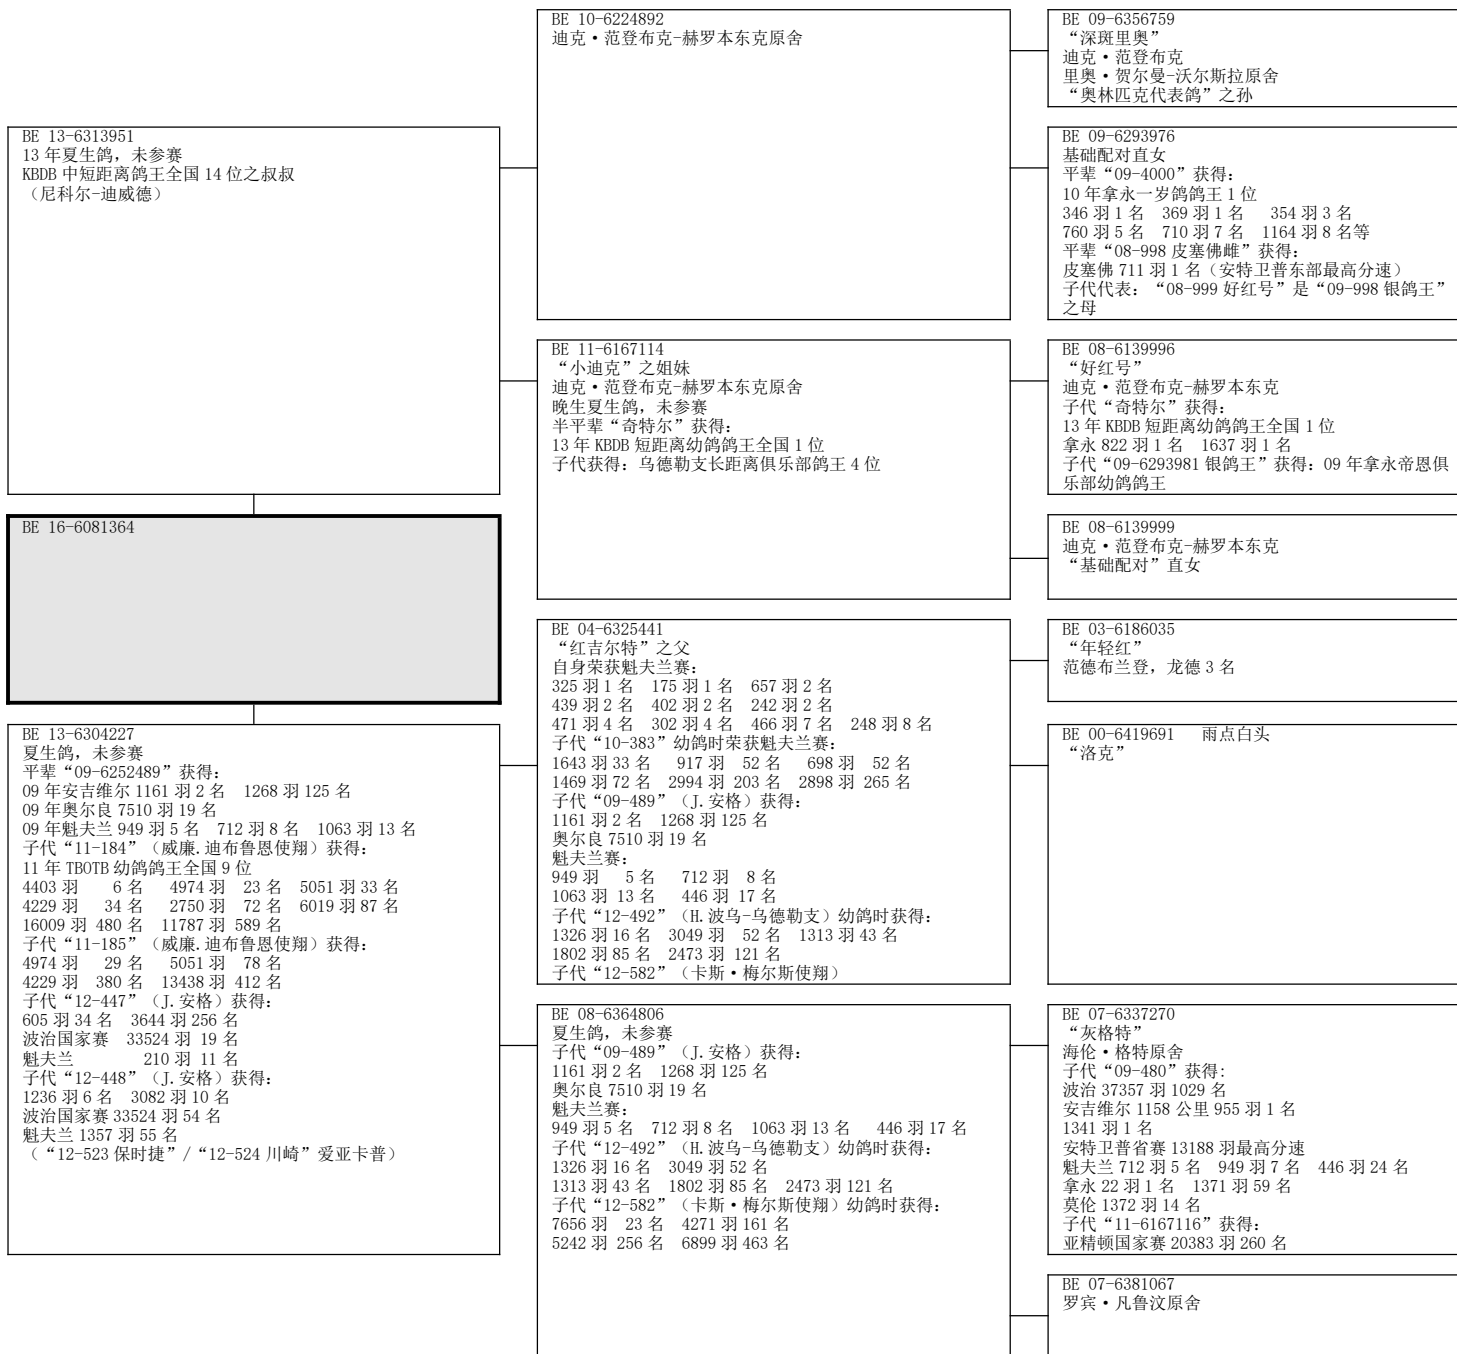 BE 13-6313951
13 年夏生鸽，未参赛
KBDB 中短距离鸽王全国 14 位之叔叔
（尼科尔-迪威德）
BE 16-6081364
BE 13-6304227
夏生鸽，未参赛
平辈“09-6252489”获得：
09 年安吉维尔 1161 羽 2 名 1268 羽 125 名
09 年奥尔良 7510 羽 19 名
09 年魁夫兰 949 羽 5 名 712 羽 8 名 1063 羽 13 名
子代“11-184”（威廉.迪布鲁恩使翔）获得：
11 年 TBOTB 幼鸽鸽王全国 9 位
4403 羽 6 名 4974 羽 23 名 5051 羽 33 名
4229 羽 34 名 2750 羽 72 名 6019 羽 87 名
16009 羽 480 名 11787 羽 589 名
子代“11-185”（威廉.迪布鲁恩使翔）获得：
4974 羽 29 名 5051 羽 78 名
4229 羽 380 名 13438 羽 412 名
子代“12-447”（J.安格）获得：
605 羽 34 名 3644 羽 256 名
波治国家赛 33524 羽 19 名
魁夫兰 210 羽 11 名
子代“12-448”（J.安格）获得：
1236 羽 6 名 3082 羽 10 名
波治国家赛 33524 羽 54 名
魁夫兰 1357 羽 55 名
（“12-523 保时捷”/“12-524 川崎”爱亚卡普）
BE 10-6224892
迪克·范登布克-赫罗本东克原舍
BE 11-6167114
“小迪克”之姐妹
迪克·范登布克-赫罗本东克原舍
晚生夏生鸽，未参赛
半平辈“奇特尔”获得：
13 年 KBDB 短距离幼鸽鸽王全国 1 位
子代获得：乌德勒支长距离俱乐部鸽王 4 位
BE 04-6325441
“红吉尔特”之父
自身荣获魁夫兰赛：
325 羽 1 名 175 羽 1 名 657 羽 2 名
439 羽 2 名 402 羽 2 名 242 羽 2 名
471 羽 4 名 302 羽 4 名 466 羽 7 名 248 羽 8 名
子代“10-383”幼鸽时荣获魁夫兰赛：
1643 羽 33 名 917 羽 52 名 698 羽 52 名
1469 羽 72 名 2994 羽 203 名 2898 羽 265 名
子代“09-489”（J.安格）获得：
1161 羽 2 名 1268 羽 125 名
奥尔良 7510 羽 19 名
魁夫兰赛：
949 羽 5 名 712 羽 8 名
1063 羽 13 名 446 羽 17 名
子代“12-492”（H.波乌-乌德勒支）幼鸽时获得：
1326 羽 16 名 3049 羽 52 名 1313 羽 43 名
1802 羽 85 名 2473 羽 121 名
子代“12-582”（卡斯·梅尔斯使翔）
BE 08-6364806
夏生鸽，未参赛
子代“09-489”（J.安格）获得：
1161 羽 2 名 1268 羽 125 名
奥尔良 7510 羽 19 名
魁夫兰赛：
949 羽 5 名 712 羽 8 名 1063 羽 13 名 446 羽 17 名
子代“12-492”（H.波乌-乌德勒支）幼鸽时获得：
1326 羽 16 名 3049 羽 52 名
1313 羽 43 名 1802 羽 85 名 2473 羽 121 名
子代“12-582”（卡斯·梅尔斯使翔）幼鸽时获得：
7656 羽 23 名 4271 羽 161 名
5242 羽 256 名 6899 羽 463 名
BE 09-6356759
“深斑里奥”
迪克·范登布克
里奥·贺尔曼-沃尔斯拉原舍
“奥林匹克代表鸽”之孙
BE 09-6293976
基础配对直女
平辈“09-4000”获得：
10 年拿永一岁鸽鸽王 1 位
346 羽 1 名 369 羽 1 名 354 羽 3 名
760 羽 5 名 710 羽 7 名 1164 羽 8 名等
平辈“08-998 皮塞佛雌”获得：
皮塞佛 711 羽 1 名（安特卫普东部最高分速）
子代代表：“08-999 好红号”是“09-998 银鸽王”
之母
BE 08-6139996
“好红号”
迪克·范登布克-赫罗本东克
子代“奇特尔”获得：
13 年 KBDB 短距离幼鸽鸽王全国 1 位
拿永 822 羽 1 名 1637 羽 1 名
子代“09-6293981 银鸽王”获得：09 年拿永帝恩俱
乐部幼鸽鸽王
BE 08-6139999
迪克·范登布克-赫罗本东克
“基础配对”直女
BE 03-6186035
“年轻红”
范德布兰登，龙德 3 名
BE 00-6419691 雨点白头
“洛克”
BE 07-6337270
“灰格特”
海伦·格特原舍
子代“09-480”获得：
波治 37357 羽 1029 名
安吉维尔 1158 公里 955 羽 1 名
1341 羽 1 名
安特卫普省赛 13188 羽最高分速
魁夫兰 712 羽 5 名 949 羽 7 名 446 羽 24 名
拿永 22 羽 1 名 1371 羽 59 名
莫伦 1372 羽 14 名
子代“11-6167116”获得：
亚精顿国家赛 20383 羽 260 名
BE 07-6381067
罗宾·凡鲁汶原舍